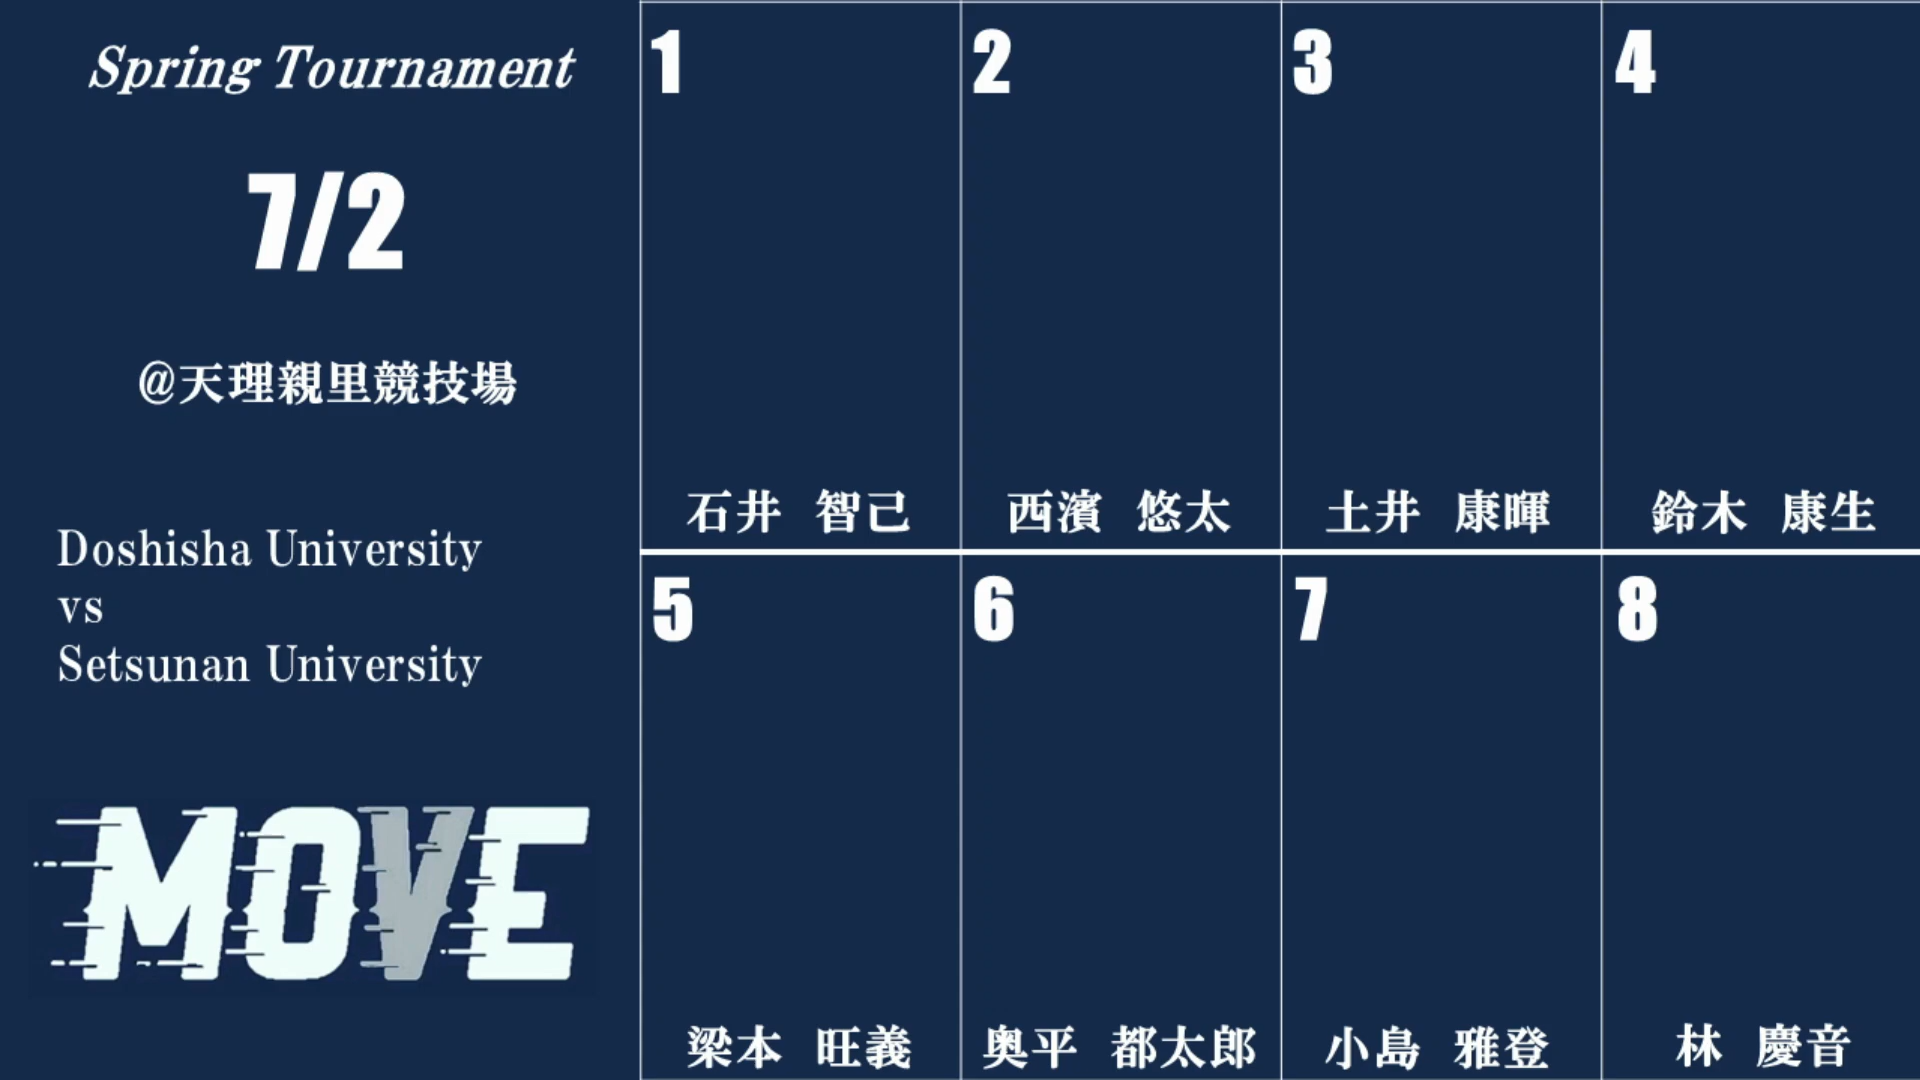 Spring Tournament
7/2
@天理親里競技場
Doshisha University
vs
Setsunan University
MOVE
1
石井 智己
2
西濱 悠太
3
土井 康暉
4
鈴木 康生
5
梁本 旺義
6
奥平 都太郎
7
小島 雅登
8
林 慶音